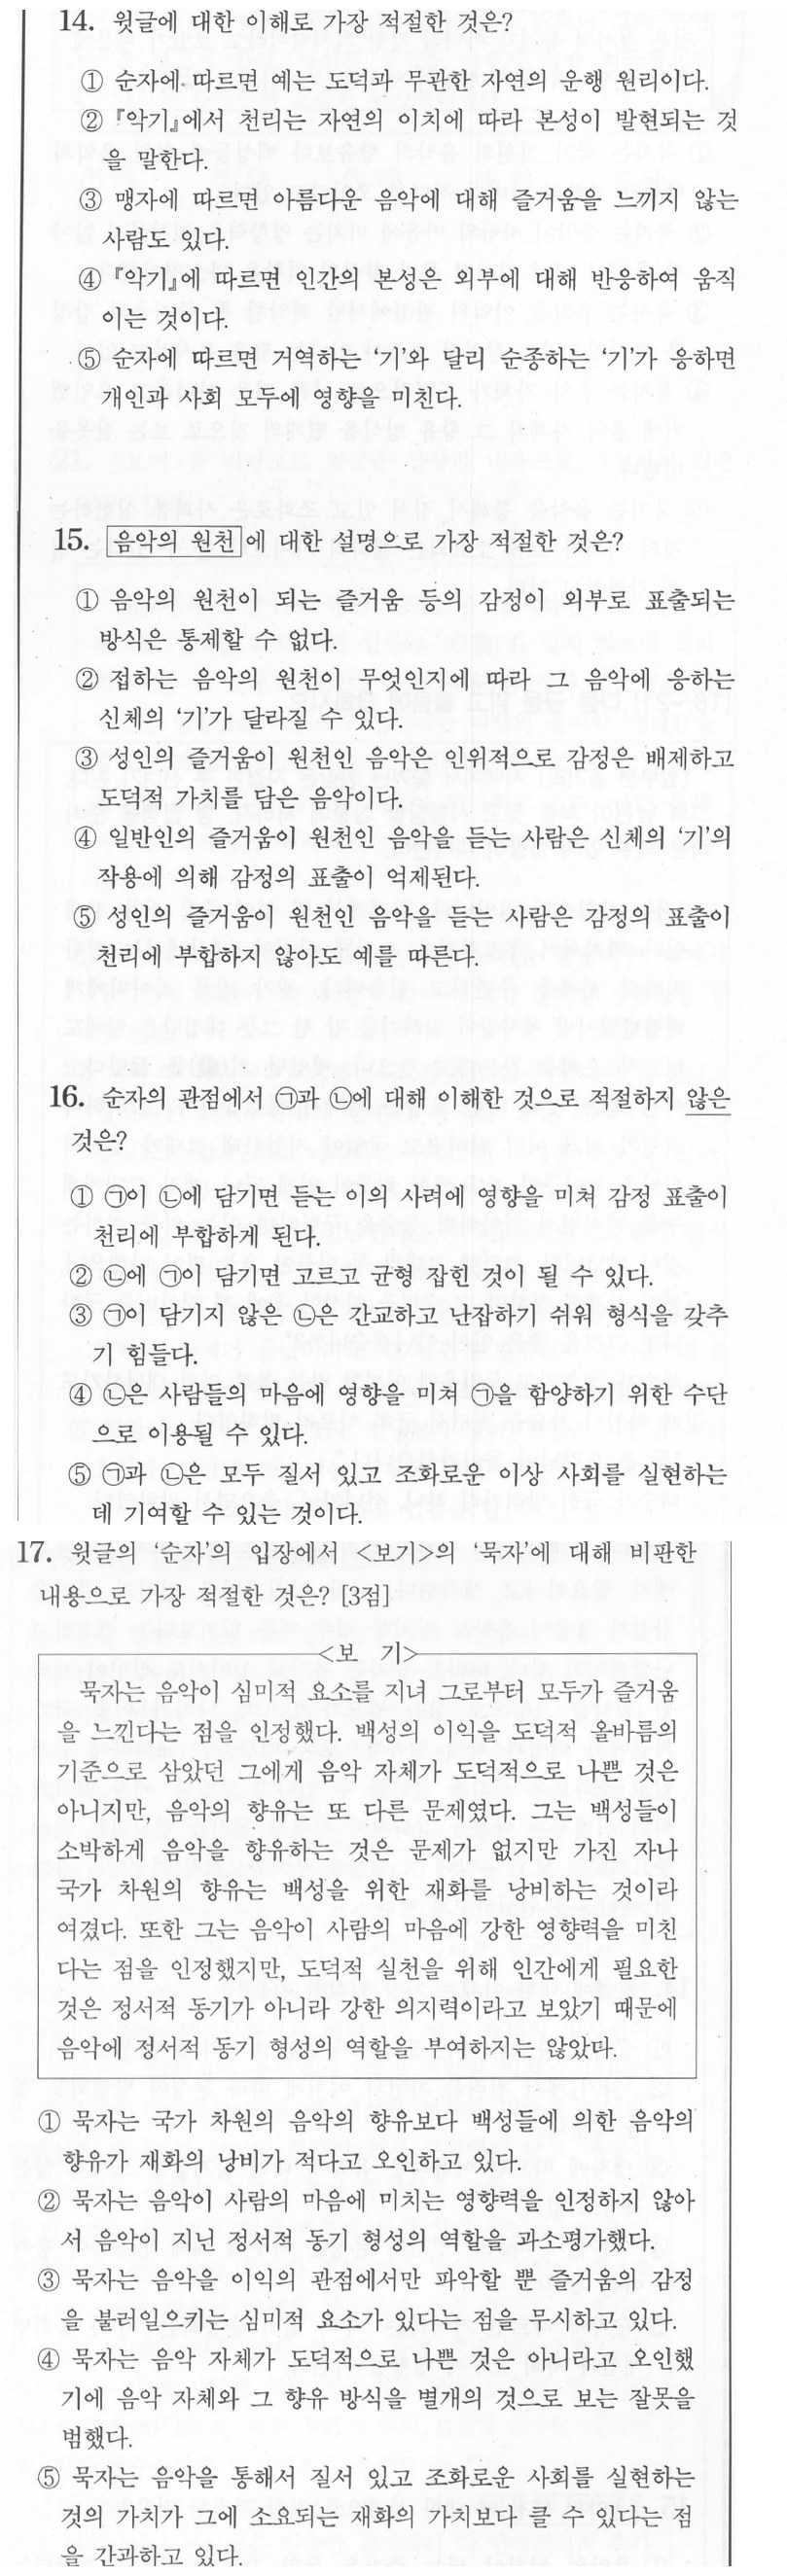 14. 윗글에 대한 이해로 가장 적절한 것은?
① 순자에 따르면 예는 도덕과 무관한 자연의 운행 원리이다.
② 『악기』에서 천리는 자연의 이치에 따라 본성이 발현되는 것
을 말한다.
③ 맹자에 따르면 아름다운 음악에 대해 즐거움을 느끼지 않는
사람도 있다.
④ 『악기』에 따르면 인간의 본성은 외부에 대해 반응하여 움직
이는 것이다.
⑤ 순자에 따르면 거역하는 '기'와 달리 순종하는 '기'가 응하면
개인과 사회 모두에 영향을 미친다.
15. 음악의 원천에 대한 설명으로 가장 적절한 것은?
① 음악의 원천이 되는 즐거움 등의 감정이 외부로 표출되는
방식은 통제할 수 없다.
② 접하는 음악의 원천이 무엇인지에 따라 그 음악에 응하는
신체의 '기'가 달라질 수 있다.
③ 성인의 즐거움이 원천인 음악은 인위적으로 감정은 배제하고
도덕적 가치를 담은 음악이다.
④ 일반인의 즐거움이 원천인 음악을 듣는 사람은 신체의 '기'의
작용에 의해 감정의 표출이 억제된다.
⑤ 성인의 즐거움이 원천인 음악을 듣는 사람은 감정의 표출이
천리에 부합하지 않아도 예를 따른다.
16. 순자의 관점에서 ㉠과 ㉡에 대해 이해한 것으로 적절하지 않은
것은?
① ㉠이 ㉡에 담기면 듣는 이의 사려에 영향을 미쳐 감정 표출이
천리에 부합하게 된다.
② ㉡에 ㉠이 담기면 고르고 균형 잡힌 것이 될 수 있다.
③ ㉠이 담기지 않은 ㉡은 간교하고 난잡하기 쉬워 형식을 갖추
기 힘들다.
④ ㉡은 사람들의 마음에 영향을 미쳐 ㉠을 함양하기 위한 수단
으로 이용될 수 있다.
⑤ ㉠과 ㉡은 모두 질서 있고 조화로운 이상 사회를 실현하는
데 기여할 수 있는 것이다.
17. 윗글의 '순자'의 입장에서 <보기>의 '묵자'에 대해 비판한
내용으로 가장 적절한 것은? [3점]
<보 기>
묵자는 음악이 심미적 요소를 지녀 그로부터 모두가 즐거움
을 느낀다는 점을 인정했다. 백성의 이익을 도덕적 올바름의
기준으로 삼았던 그에게 음악 자체가 도덕적으로 나쁜 것은
아니지만, 음악의 향유는 또 다른 문제였다. 그는 백성들이
소박하게 음악을 향유하는 것은 문제가 없지만 가진 자나
국가 차원의 향유는 백성을 위한 재화를 낭비하는 것이라
여겼다. 또한 그는 음악이 사람의 마음에 강한 영향력을 미친
다는 점을 인정했지만, 도덕적 실천을 위해 인간에게 필요한
것은 정서적 동기가 아니라 강한 의지력이라고 보았기 때문에
음악에 정서적 동기 형성의 역할을 부여하지는 않았다.
① 묵자는 국가 차원의 음악의 향유보다 백성들에 의한 음악의
향유가 재화의 낭비가 적다고 오인하고 있다.
② 묵자는 음악이 사람의 마음에 미치는 영향력을 인정하지 않아
서 음악이 지닌 정서적 동기 형성의 역할을 과소평가했다.
③ 묵자는 음악을 이익의 관점에서만 파악할 뿐 즐거움의 감정
을 불러일으키는 심미적 요소가 있다는 점을 무시하고 있다.
④ 묵자는 음악 자체가 도덕적으로 나쁜 것은 아니라고 오인했
기에 음악 자체와 그 향유 방식을 별개의 것으로 보는 잘못을
범했다.
⑤ 묵자는 음악을 통해서 질서 있고 조화로운 사회를 실현하는
것의 가치가 그에 소요되는 재화의 가치보다 클 수 있다는 점
을 간과하고 있다.